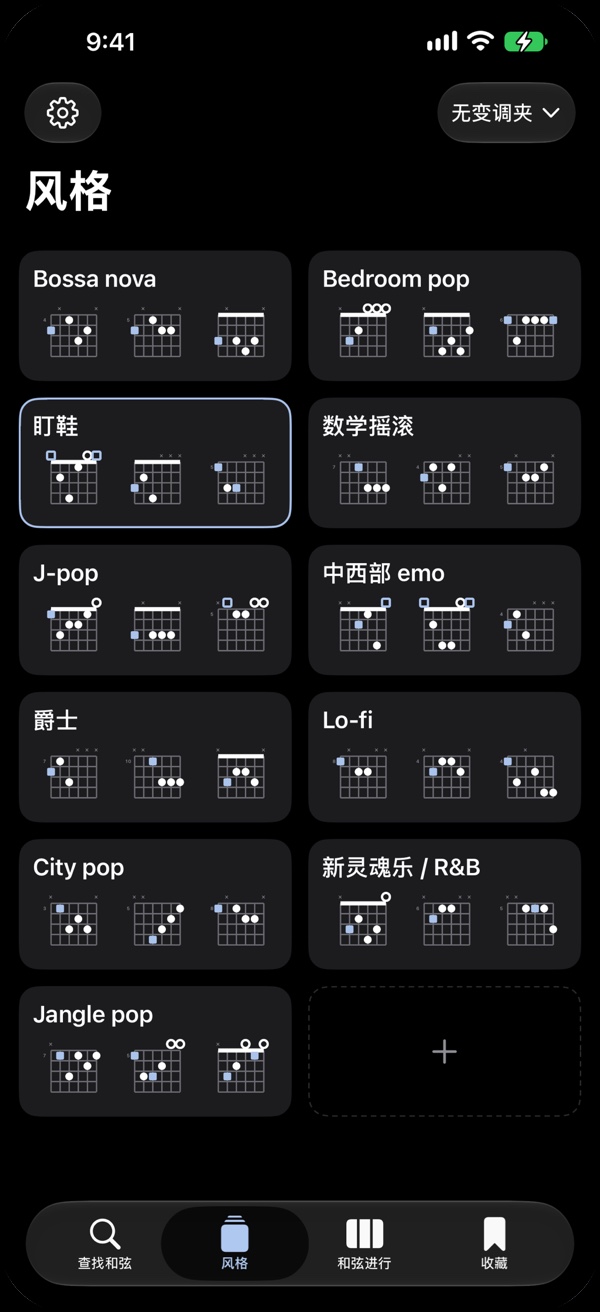 9:41
无变调夹
风格
Bossa nova
Bedroom pop
盯鞋
数学摇滚
J-pop
中西部 emo
爵士
Lo-fi
City pop
新灵魂乐 / R&B
Jangle pop
查找和弦
风格
和弦进行
收藏